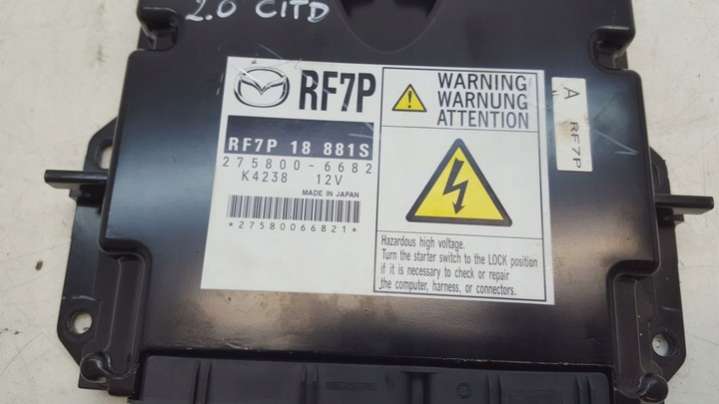 2.0 CITD
RF7P
RF7P 18 881S
275800-6682
K4238 12V
MADE IN JAPAN
*27580066821*
WARNING
WARNUNG
ATTENTION
Hazardous high voltage.
Turn the starter switch to the LOCK position
if it is necessary to check or repair
the computer, harness, or connectors.
A RF7P